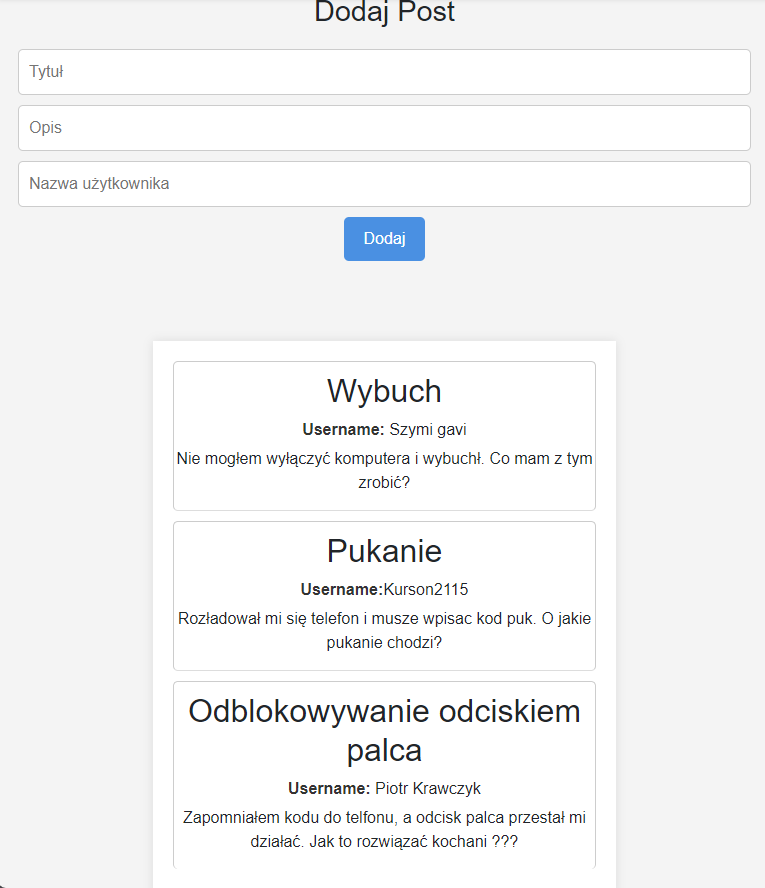 Dodaj Post
Tytuł
Opis
Nazwa użytkownika
Dodaj
Wybuch
Username: Szymi gavi
Nie mogłem wyłączyć komputera i wybuchł. Co mam z tym
zrobić?
Pukanie
Username:Kurson2115
Rozładował mi się telefon i musze wpisac kod puk. O jakie
pukanie chodzi?
Odblokowywanie odciskiem
palca
Username: Piotr Krawczyk
Zapomniałem kodu do telfonu, a odcisk palca przestał mi
działać. Jak to rozwiązać kochani ???